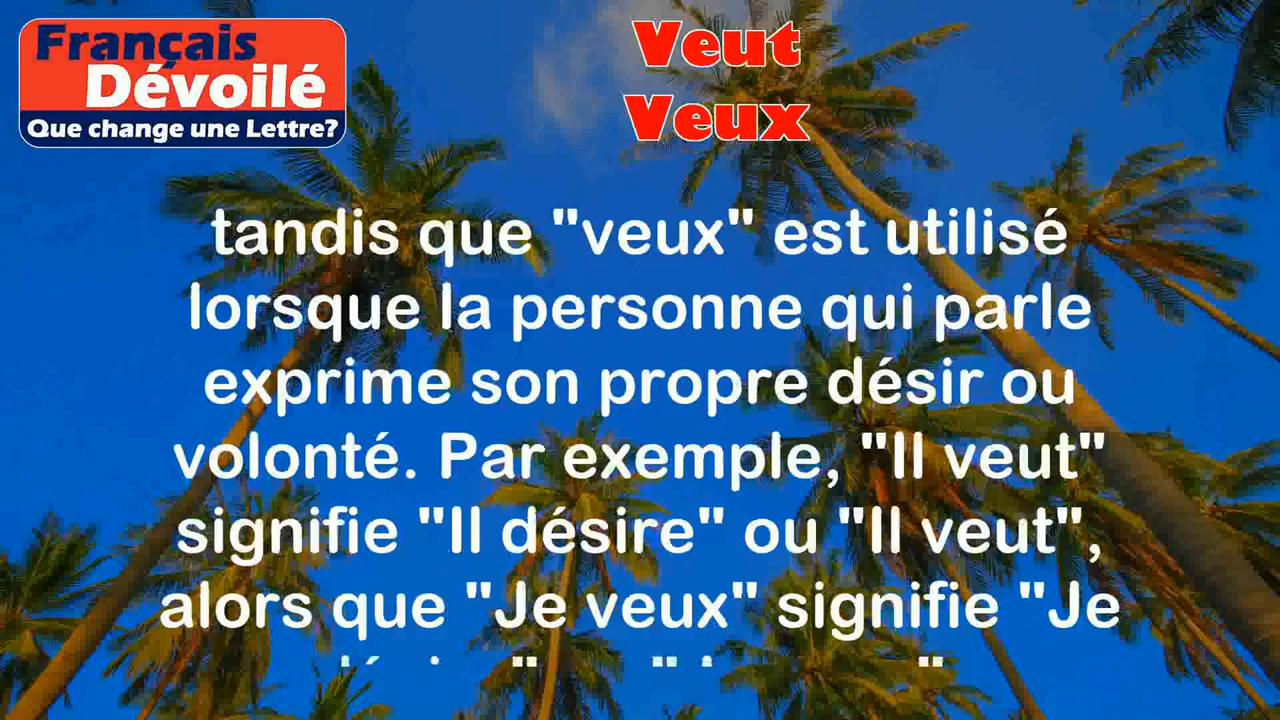 Français
Dévoilé
Que change une Lettre?
Veut
Veux
tandis que "veux" est utilisé
lorsque la personne qui parle
exprime son propre désir ou
volonté. Par exemple, "Il veut"
signifie "Il désire" ou "Il veut",
alors que "Je veux" signifie "Je